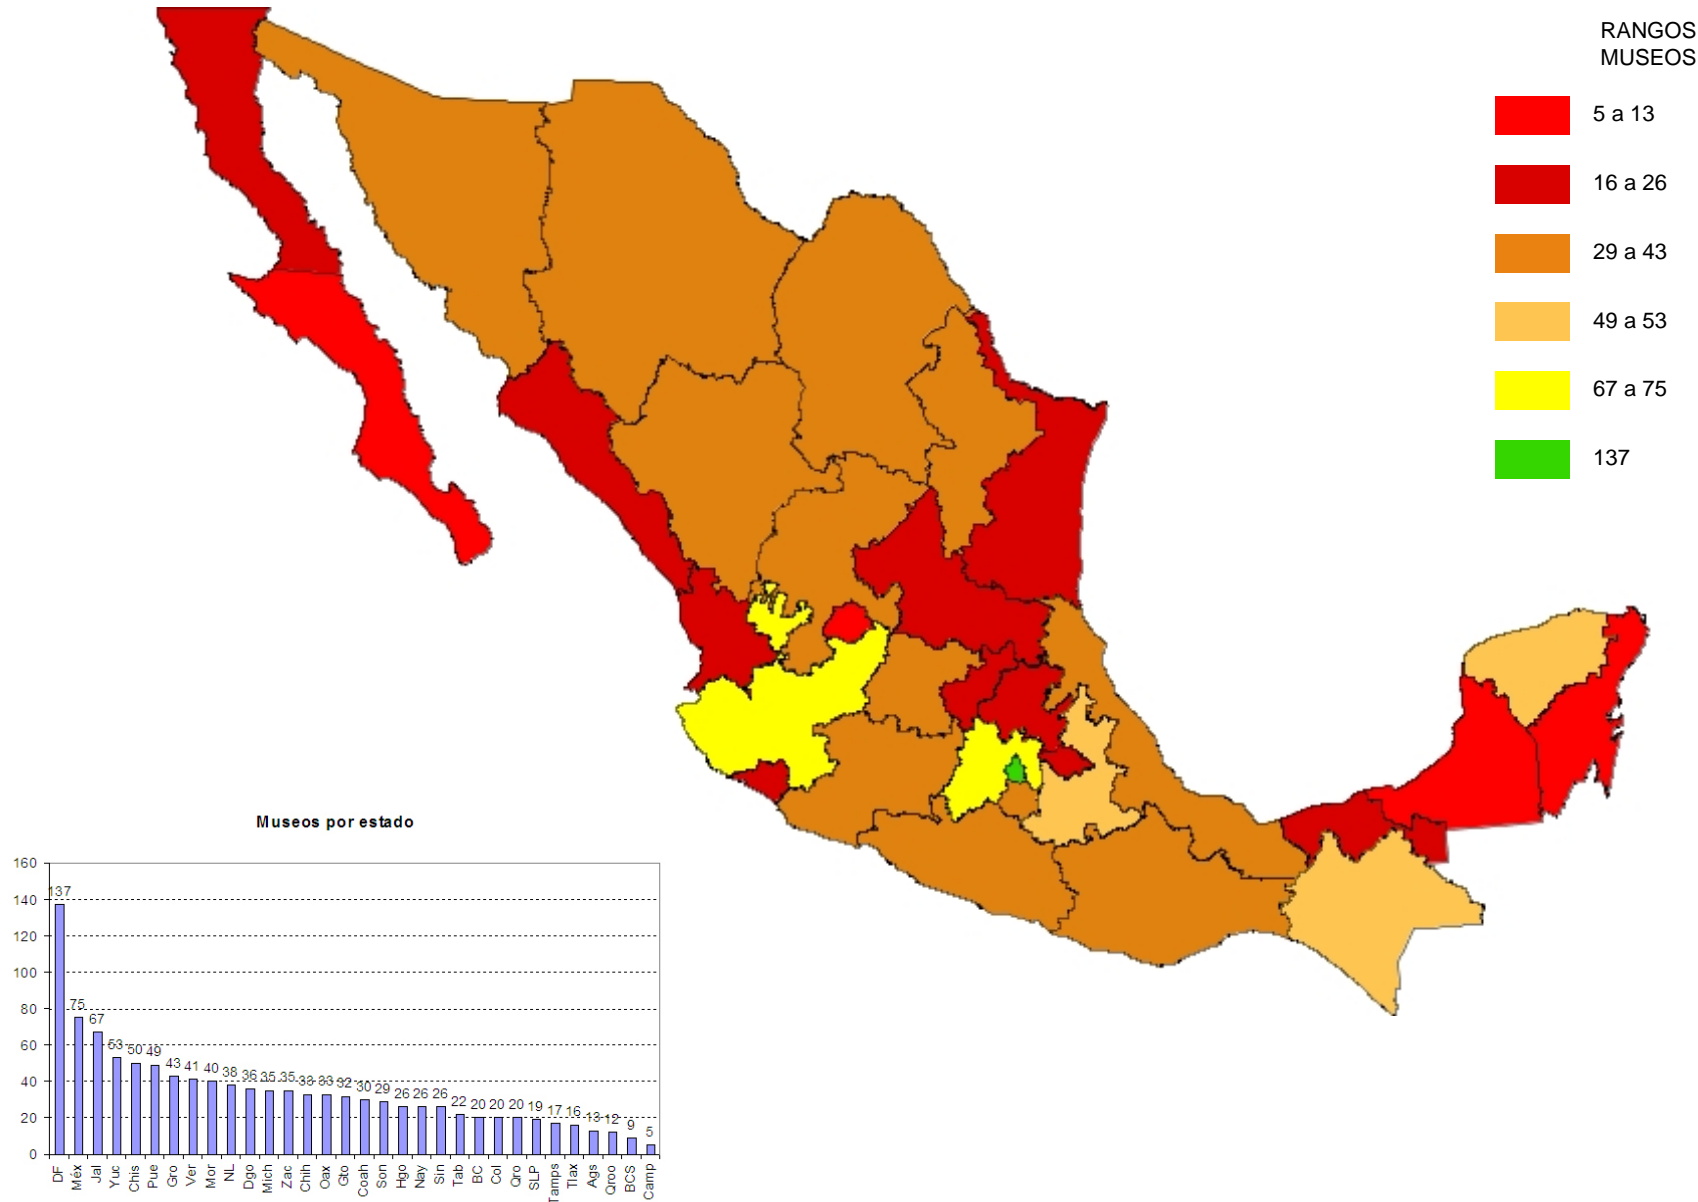 RANGOS
MUSEOS
5 a 13
16 a 26
29 a 43
49 a 53
67 a 75
137
Museos por estado
160
140
120
100
80
60
40
20
0
137 75 67 53 50 49 43 41 40 38 36 35 35 33 33 32 30 29 26 26 26 22 20 20 20 19 17 16 13 12 9 5
DF Méx Jal Yuc Chis Pue Gro Ver Mor NL Dgo Mich Zac Chih Oax Gto Coah Son Hgo Nay Sin Tab BC Col Qro SLP Tamps Tlax Ags Qroo BCS Camp